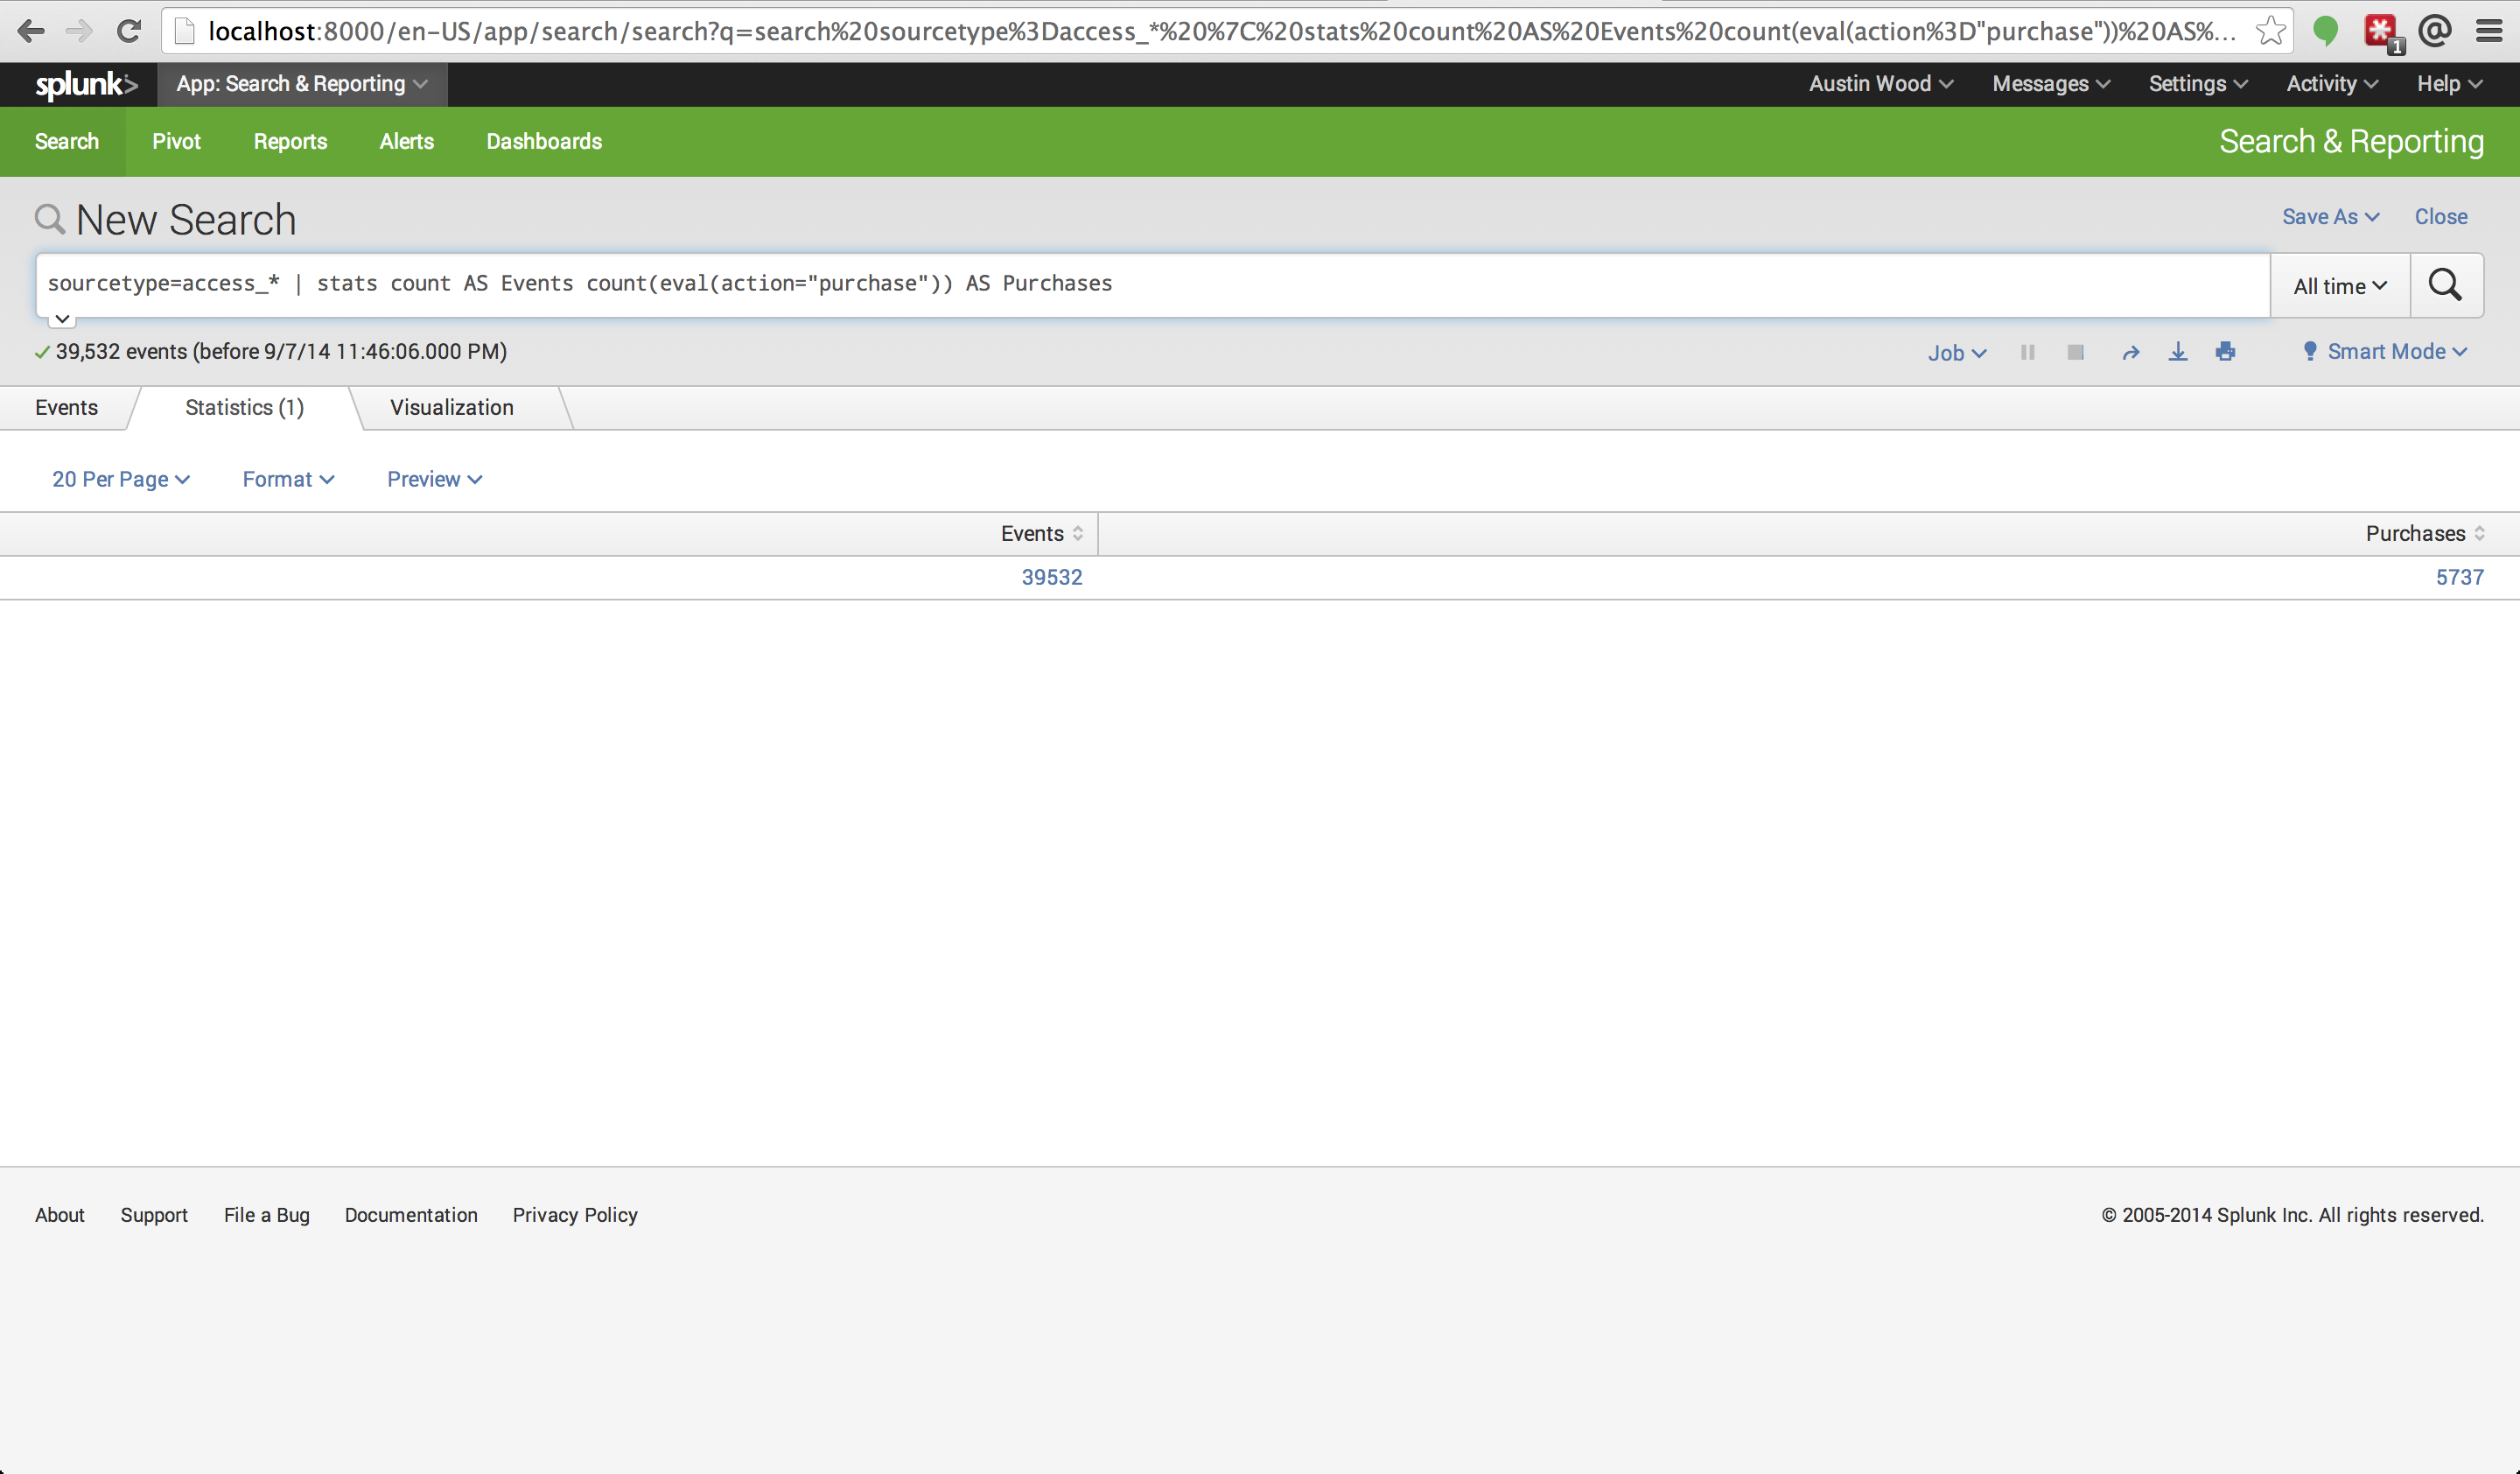 localhost:8000/en-US/app/search/search?q=search%20sourcetype%3Daccess_*%20%7C%20stats%20count%20AS%20Events%20count(eval(action%3D"purchase"))%20AS%...
1
splunk> App: Search & Reporting Austin Wood Messages Settings Activity Help
Search Pivot Reports Alerts Dashboards Search & Reporting
New Search Save As Close
sourcetype=access_* | stats count AS Events count(eval(action="purchase")) AS Purchases All time
39,532 events (before 9/7/14 11:46:06.000 PM) Job Smart Mode
Events Statistics (1) Visualization
20 Per Page Format Preview
Events Purchases
39532 5737
About Support File a Bug Documentation Privacy Policy © 2005-2014 Splunk Inc. All rights reserved.